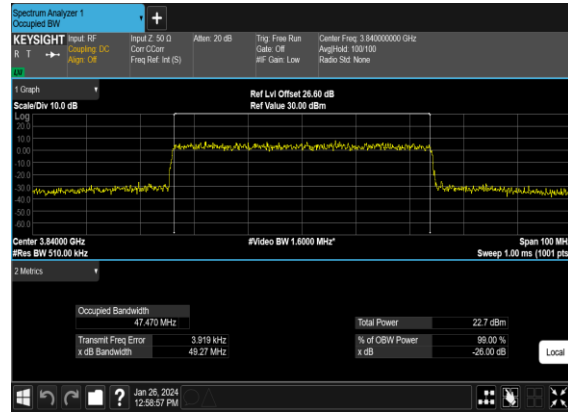 Spectrum Analyzer 1
Occupied BW
KEYSIGHT Input: RF Input Z: 50 Ω Atten: 20 dB Trig: Free Run Center Freq: 3.840000000 GHz
R T Coupling: DC Corr CCorr Gate: Off Avg|Hold: 100/100
Align: Off Freq Ref: Int (S) #IF Gain: Low Radio Std: None
1 Graph
Ref Lvl Offset 26.60 dB
Scale/Div 10.0 dB Ref Value 30.00 dBm
Log
20.0
10.0
0.00
-10.0
-20.0
-30.0
-40.0
-50.0
-60.0
Center 3.84000 GHz #Video BW 1.6000 MHz* Span 100 MH
#Res BW 510.00 kHz Sweep 1.00 ms (1001 pts
2 Metrics
Occupied Bandwidth
47.470 MHz Total Power 22.7 dBm
Transmit Freq Error 3.919 kHz % of OBW Power 99.00 %
x dB Bandwidth 49.27 MHz x dB -26.00 dB
Local
Jan 26, 2024
12:58:57 PM